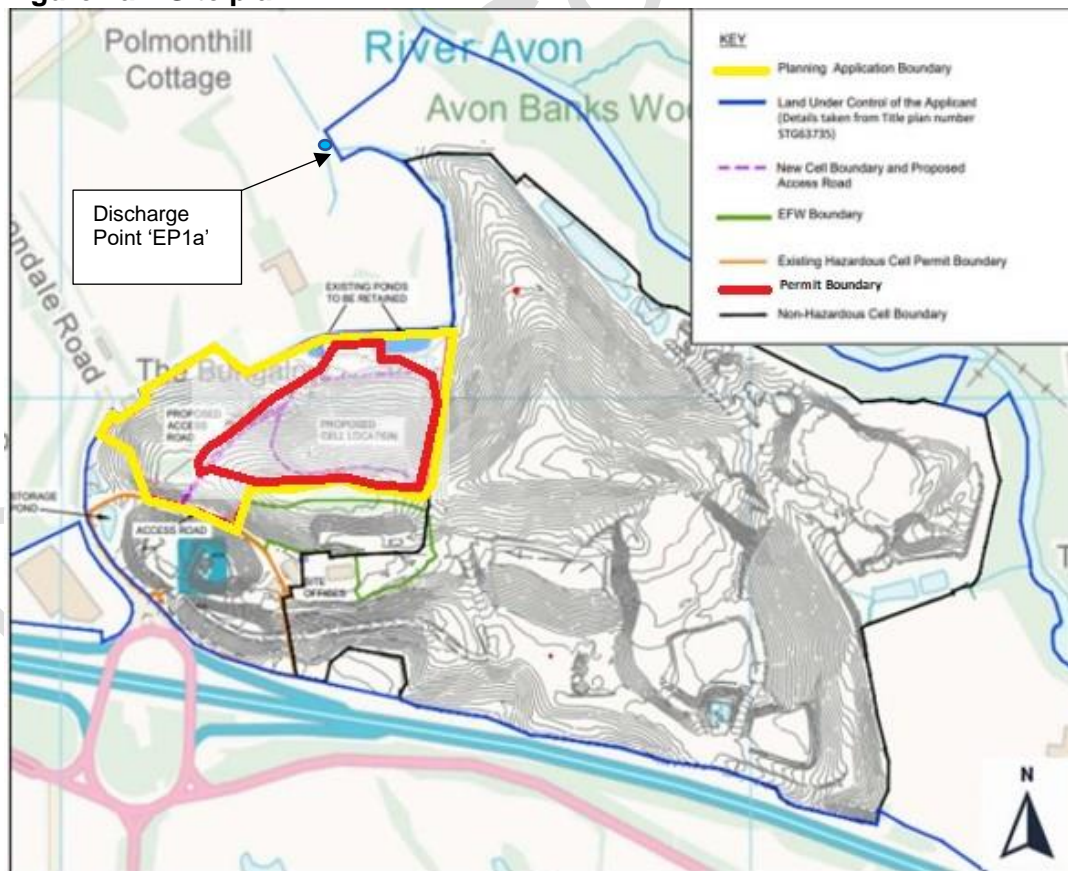 Polmonthill
Cottage
River Avon
Avon Banks Woo
Discharge
Point 'EP1a'
ondale Road
EXISTING PONDS
TO BE RETAINED
The Bungalo
PROPOSED
ACCESS
ROAD
PROPOSED
CELL LOCATION
STORAGE
POND
ACCESS ROAD
SITE
OFFICES
KEY
Planning Application Boundary
Land Under Control of the Applicant
(Details taken from Title plan number
STG63735)
New Cell Boundary and Proposed
Access Road
EFW Boundary
Existing Hazardous Cell Permit Boundary
Permit Boundary
Non-Hazardous Cell Boundary
N